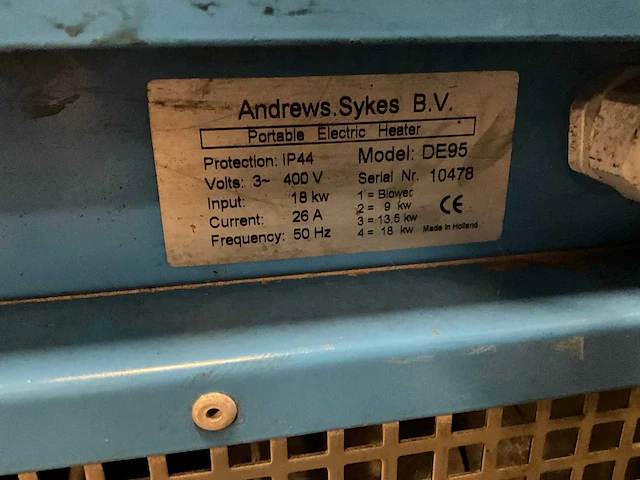 Andrews.Sykes B.V.
Portable Electric Heater
Protection: IP44 Model: DE95
Volts: 3~ 400 V Serial Nr. 10478
Input: 18 kw 1 = Blower
Current: 26 A 2 = 9 kw
Frequency: 50 Hz 3 = 13,5 kw
4 = 18 kw
CE
Made in Holland